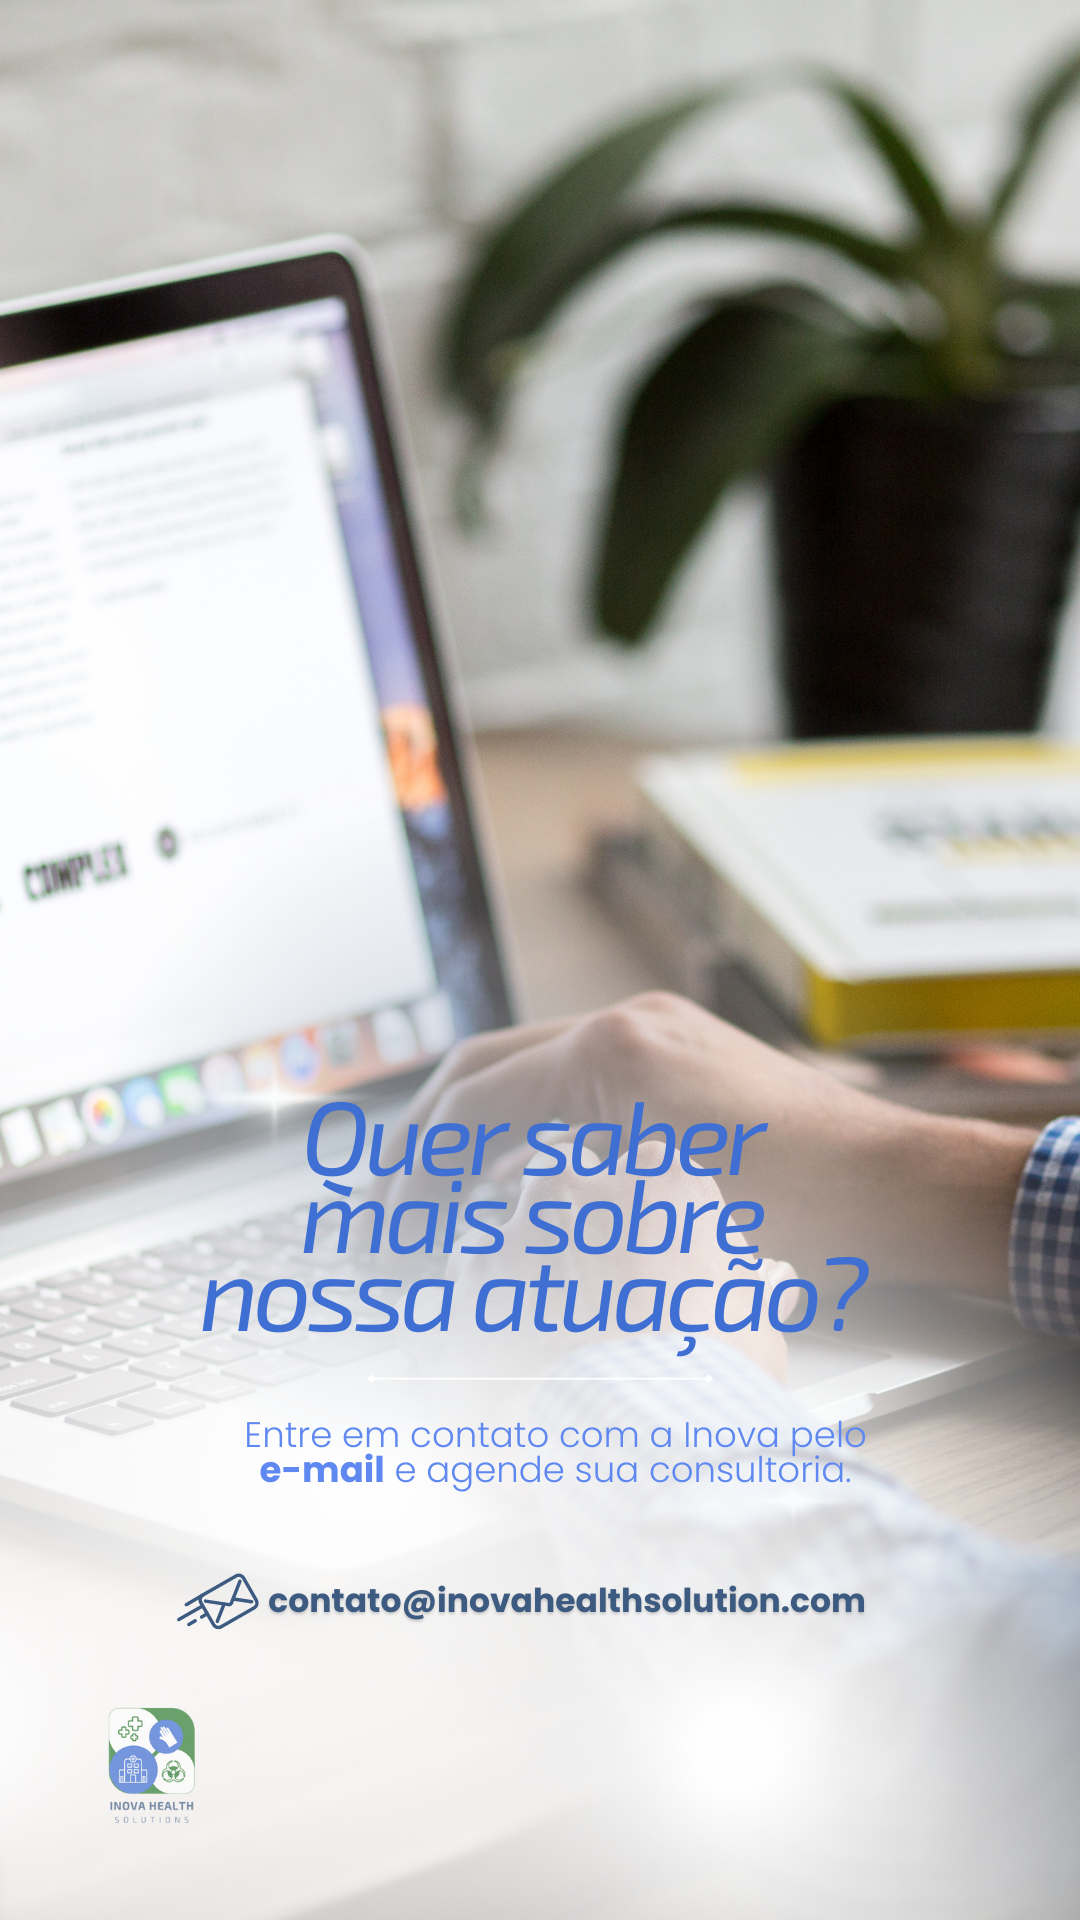 COMPLEX
Quer saber
mais sobre
nossa atuação?
Entre em contato com a Inova pelo
e-mail e agende sua consultoria.
contato@inovahealthsolution.com
INOVA HEALTH
SOLUTIONS